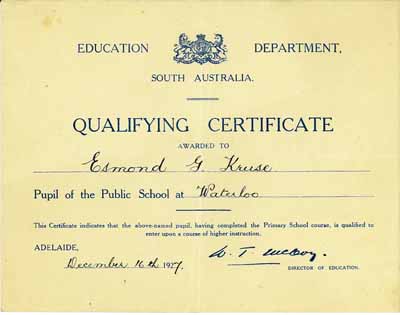 EDUCATION DEPARTMENT,
SOUTH AUSTRALIA.
QUALIFYING CERTIFICATE
AWARDED TO
Esmond G. Kruse
Pupil of the Public School at Waterloo
This Certificate indicates that the above-named pupil, having completed the Primary School course, is qualified to
enter upon a course of higher instruction.
ADELAIDE,
December 16th 1927.
W. T. McCoy.
DIRECTOR OF EDUCATION.